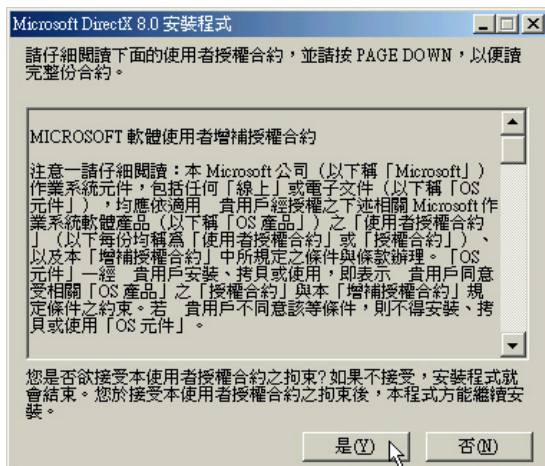 Microsoft DirectX 8.0 安裝程式
請仔細閱讀下面的使用者授權合約，並請按 PAGE DOWN，以便讀
完整份合約。
MICROSOFT 軟體使用者增補授權合約
注意－請仔細閱讀：本 Microsoft 公司（以下稱「Microsoft」）
作業系統元件，包括任何「線上」或電子文件（以下稱「OS
元件」），均應依適用　貴用戶經授權之下述相關 Microsoft 作
業系統軟體產品（以下稱「OS 產品」）之「使用者授權合約
」（以下每份均稱爲「使用者授權合約」或「授權合約」）、
以及本「增補授權合約」中所規定之條件與條款辦理。「OS
元件」一經　貴用戶安裝、拷貝或使用，即表示　貴用戶同意
受相關「OS 產品」之「授權合約」與本「增補授權合約」規
定條件之約束。若　貴用戶不同意該等條件，則不得安裝、拷
貝或使用「OS 元件」。
您是否欲接受本使用者授權合約之拘束?如果不接受，安裝程式就
會結束。您於接受本使用者授權合約之拘束後，本程式方能繼續安
裝。
是(Y)
否(N)